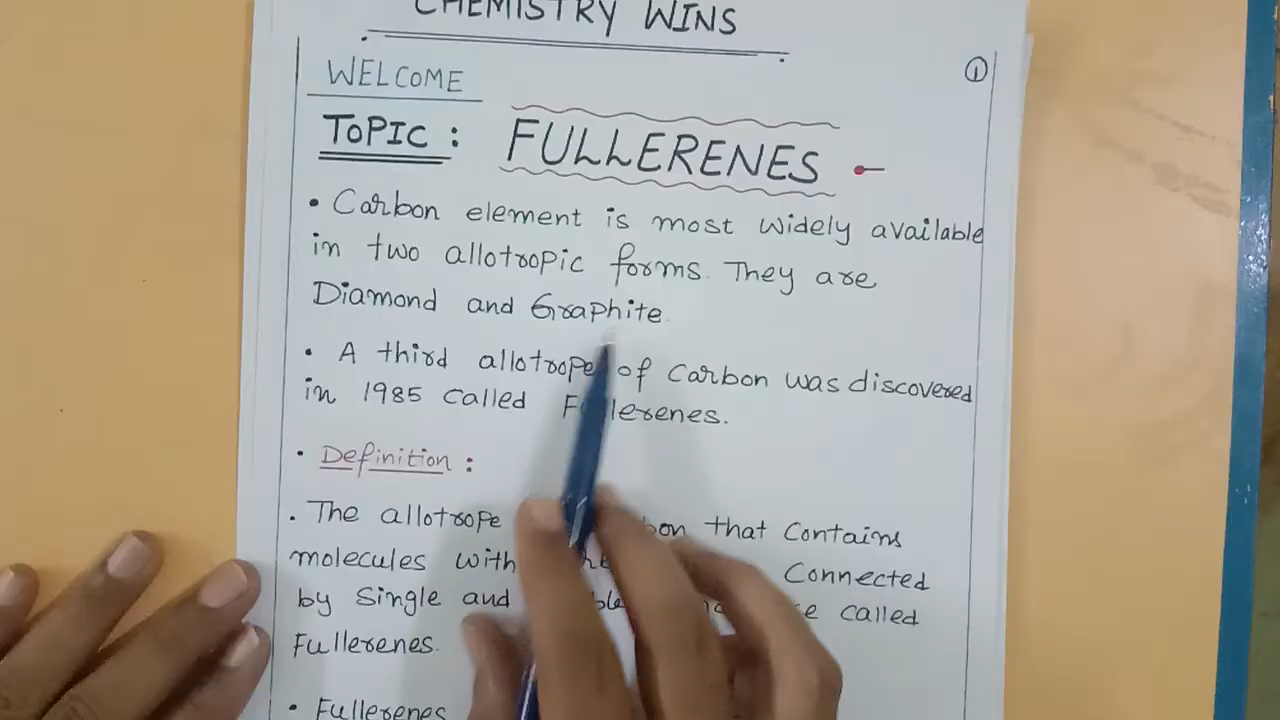 CHEMISTRY WINS
①
WELCOME
TOPIC : FULLERENES
• Carbon element is most widely available
in two allotropic forms. They are
Diamond and Graphite.
• A third allotrope of carbon was discovered
in 1985 called Fullerenes.
• Definition :
. The allotrope that contains
molecules with connected
by single and called
Fullerenes.
• Fullerenes